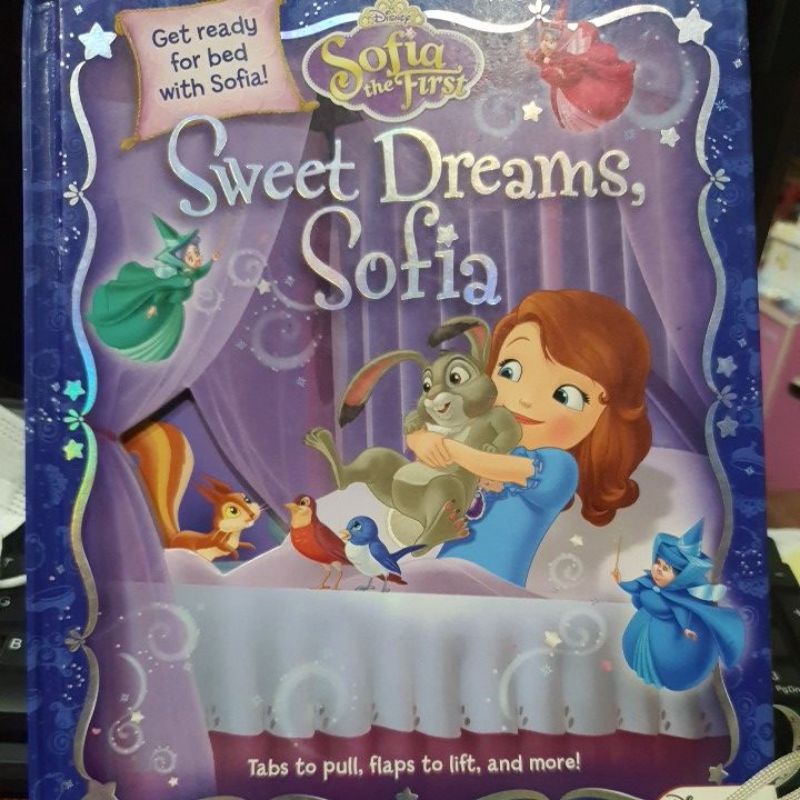 Get ready
for bed
with Sofia!
Disney
Sofia
the First
Sweet Dreams,
Sofia
Tabs to pull, flaps to lift, and more!
B
PgDn